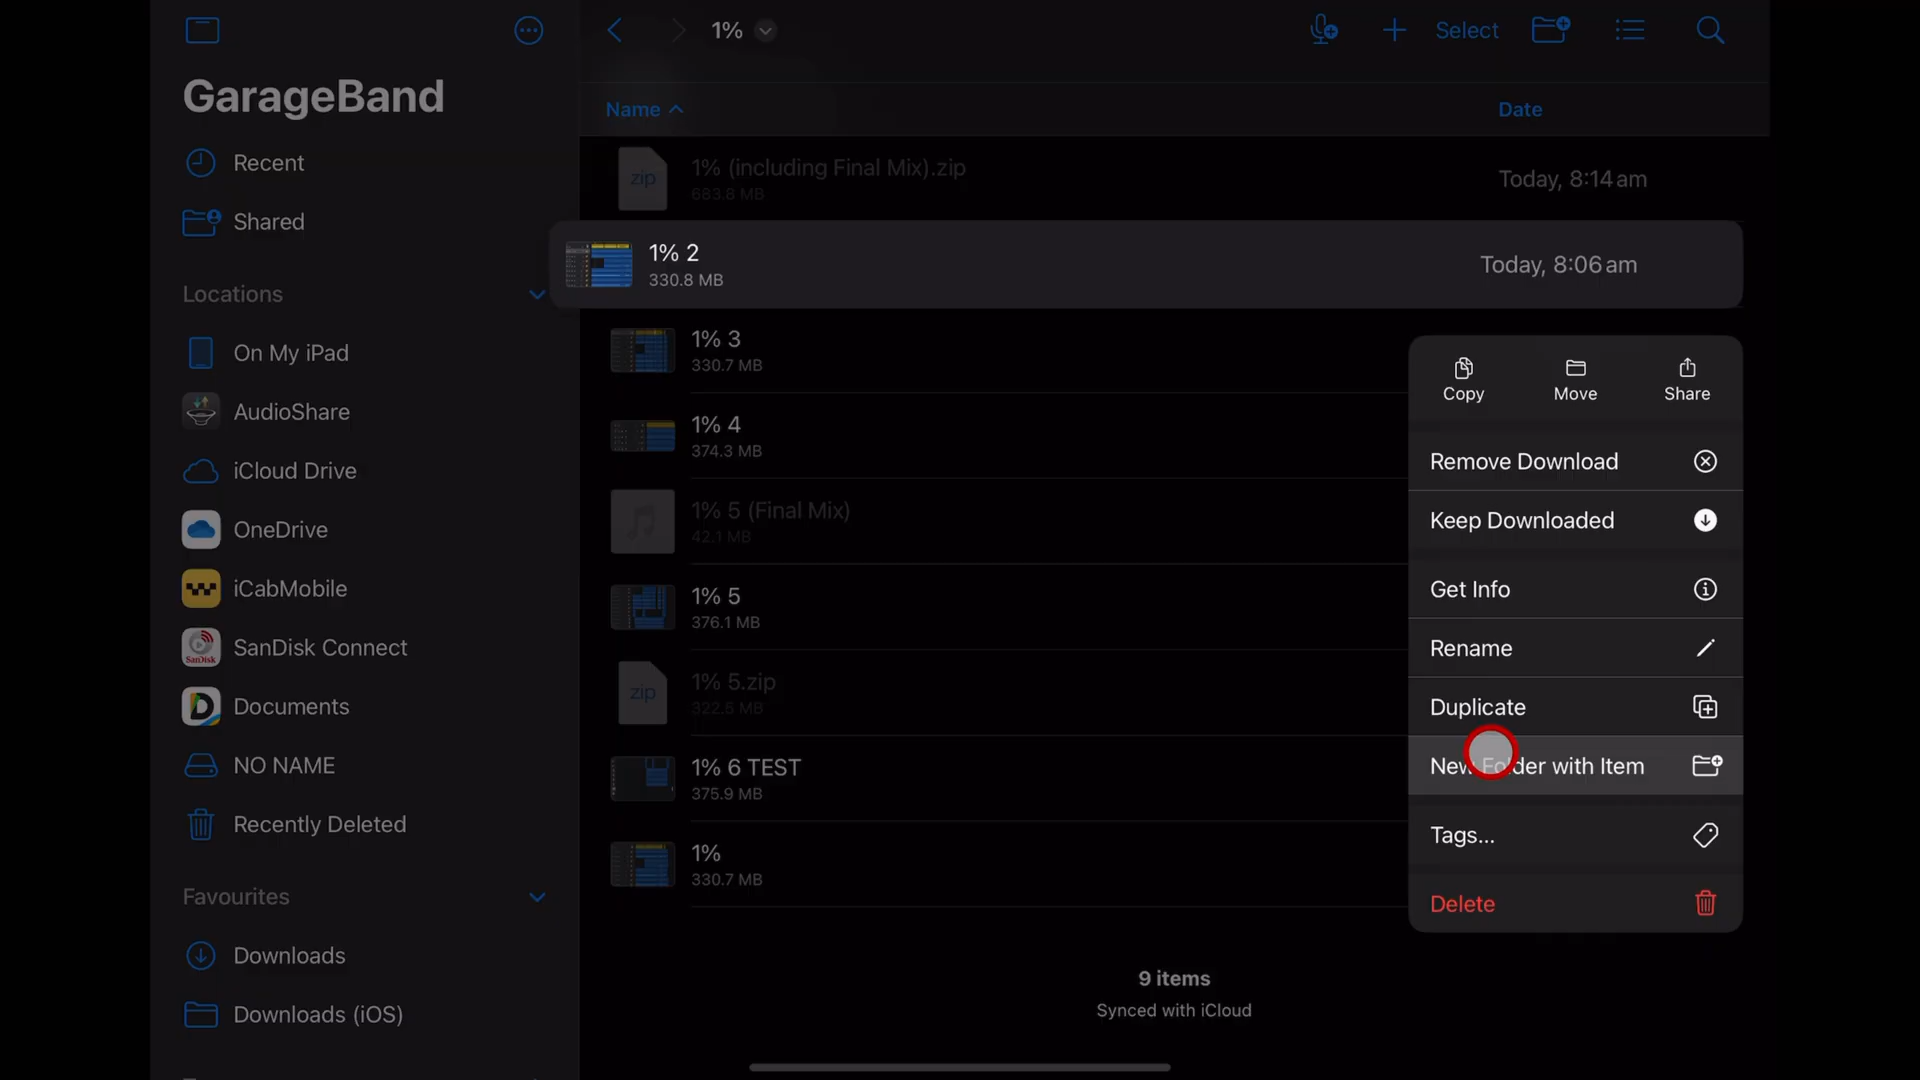 GarageBand
Recent
Shared
Locations
On My iPad
AudioShare
iCloud Drive
OneDrive
iCabMobile
SanDisk
SanDisk Connect
Documents
NO NAME
Recently Deleted
Favourites
Downloads
Downloads (iOS)
1%
Select
Name
Date
zip
1% (including Final Mix).zip
683.8 MB
Today, 8:14 am
1% 2
330.8 MB
Today, 8:06 am
1% 3
330.7 MB
1% 4
374.3 MB
1% 5 (Final Mix)
42.1 MB
1% 5
376.1 MB
zip
1% 5.zip
322.5 MB
1% 6 TEST
375.9 MB
1%
330.7 MB
9 items
Synced with iCloud
Copy
Move
Share
Remove Download
Keep Downloaded
Get Info
Rename
Duplicate
New Folder with Item
Tags...
Delete